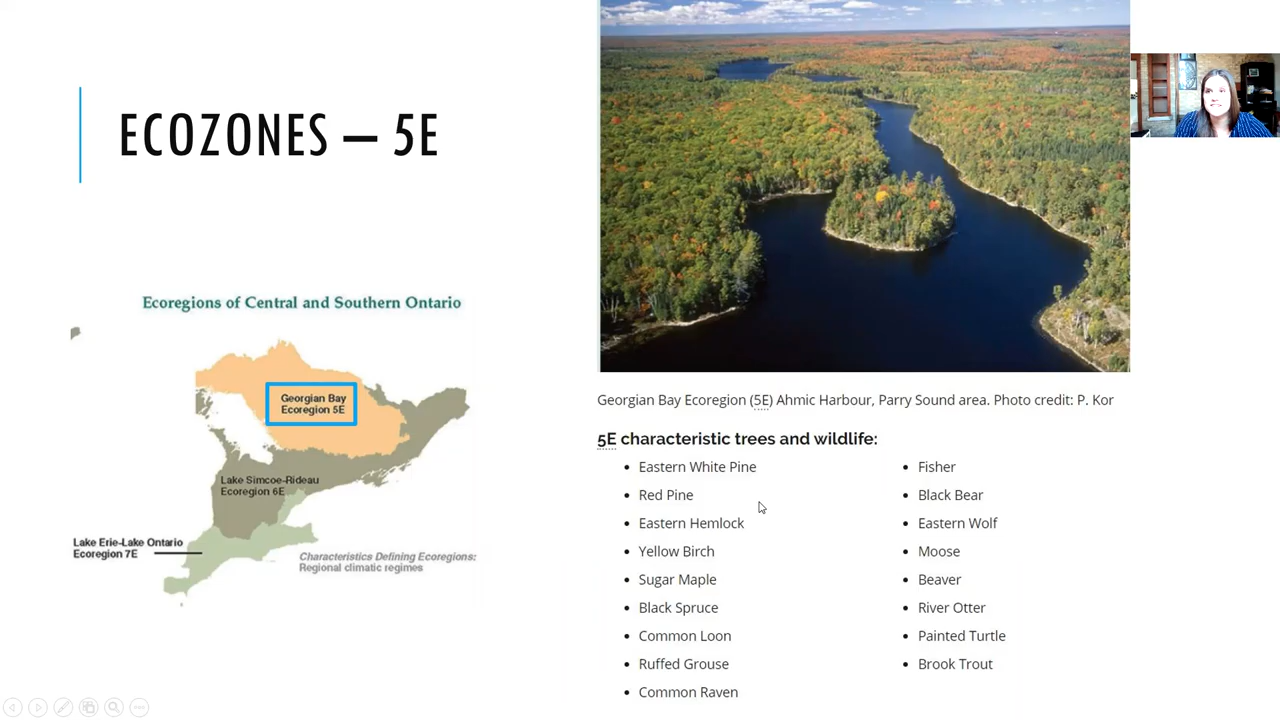 ECOZONES – 5E
Ecoregions of Central and Southern Ontario
Georgian Bay
Ecoregion 5E
Lake Simcoe-Rideau
Ecoregion 6E
Lake Erie-Lake Ontario
Ecoregion 7E
Characteristics Defining Ecoregions:
Regional climatic regimes
Georgian Bay Ecoregion (5E) Ahmic Harbour, Parry Sound area. Photo credit: P. Kor
5E characteristic trees and wildlife:
• Eastern White Pine
• Red Pine
• Eastern Hemlock
• Yellow Birch
• Sugar Maple
• Black Spruce
• Common Loon
• Ruffed Grouse
• Common Raven
• Fisher
• Black Bear
• Eastern Wolf
• Moose
• Beaver
• River Otter
• Painted Turtle
• Brook Trout